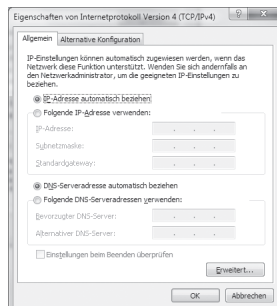 Eigenschaften von Internetprotokoll Version 4 (TCP/IPv4)
Allgemein
Alternative Konfiguration
IP-Einstellungen können automatisch zugewiesen werden, wenn das
Netzwerk diese Funktion unterstützt. Wenden Sie sich andernfalls an
den Netzwerkadministrator, um die geeigneten IP-Einstellungen zu
beziehen.
IP-Adresse automatisch beziehen
Folgende IP-Adresse verwenden:
IP-Adresse:
Subnetzmaske:
Standardgateway:
DNS-Serveradresse automatisch beziehen
Folgende DNS-Serveradressen verwenden:
Bevorzugter DNS-Server:
Alternativer DNS-Server:
Einstellungen beim Beenden überprüfen
Erweitert...
OK
Abbrechen